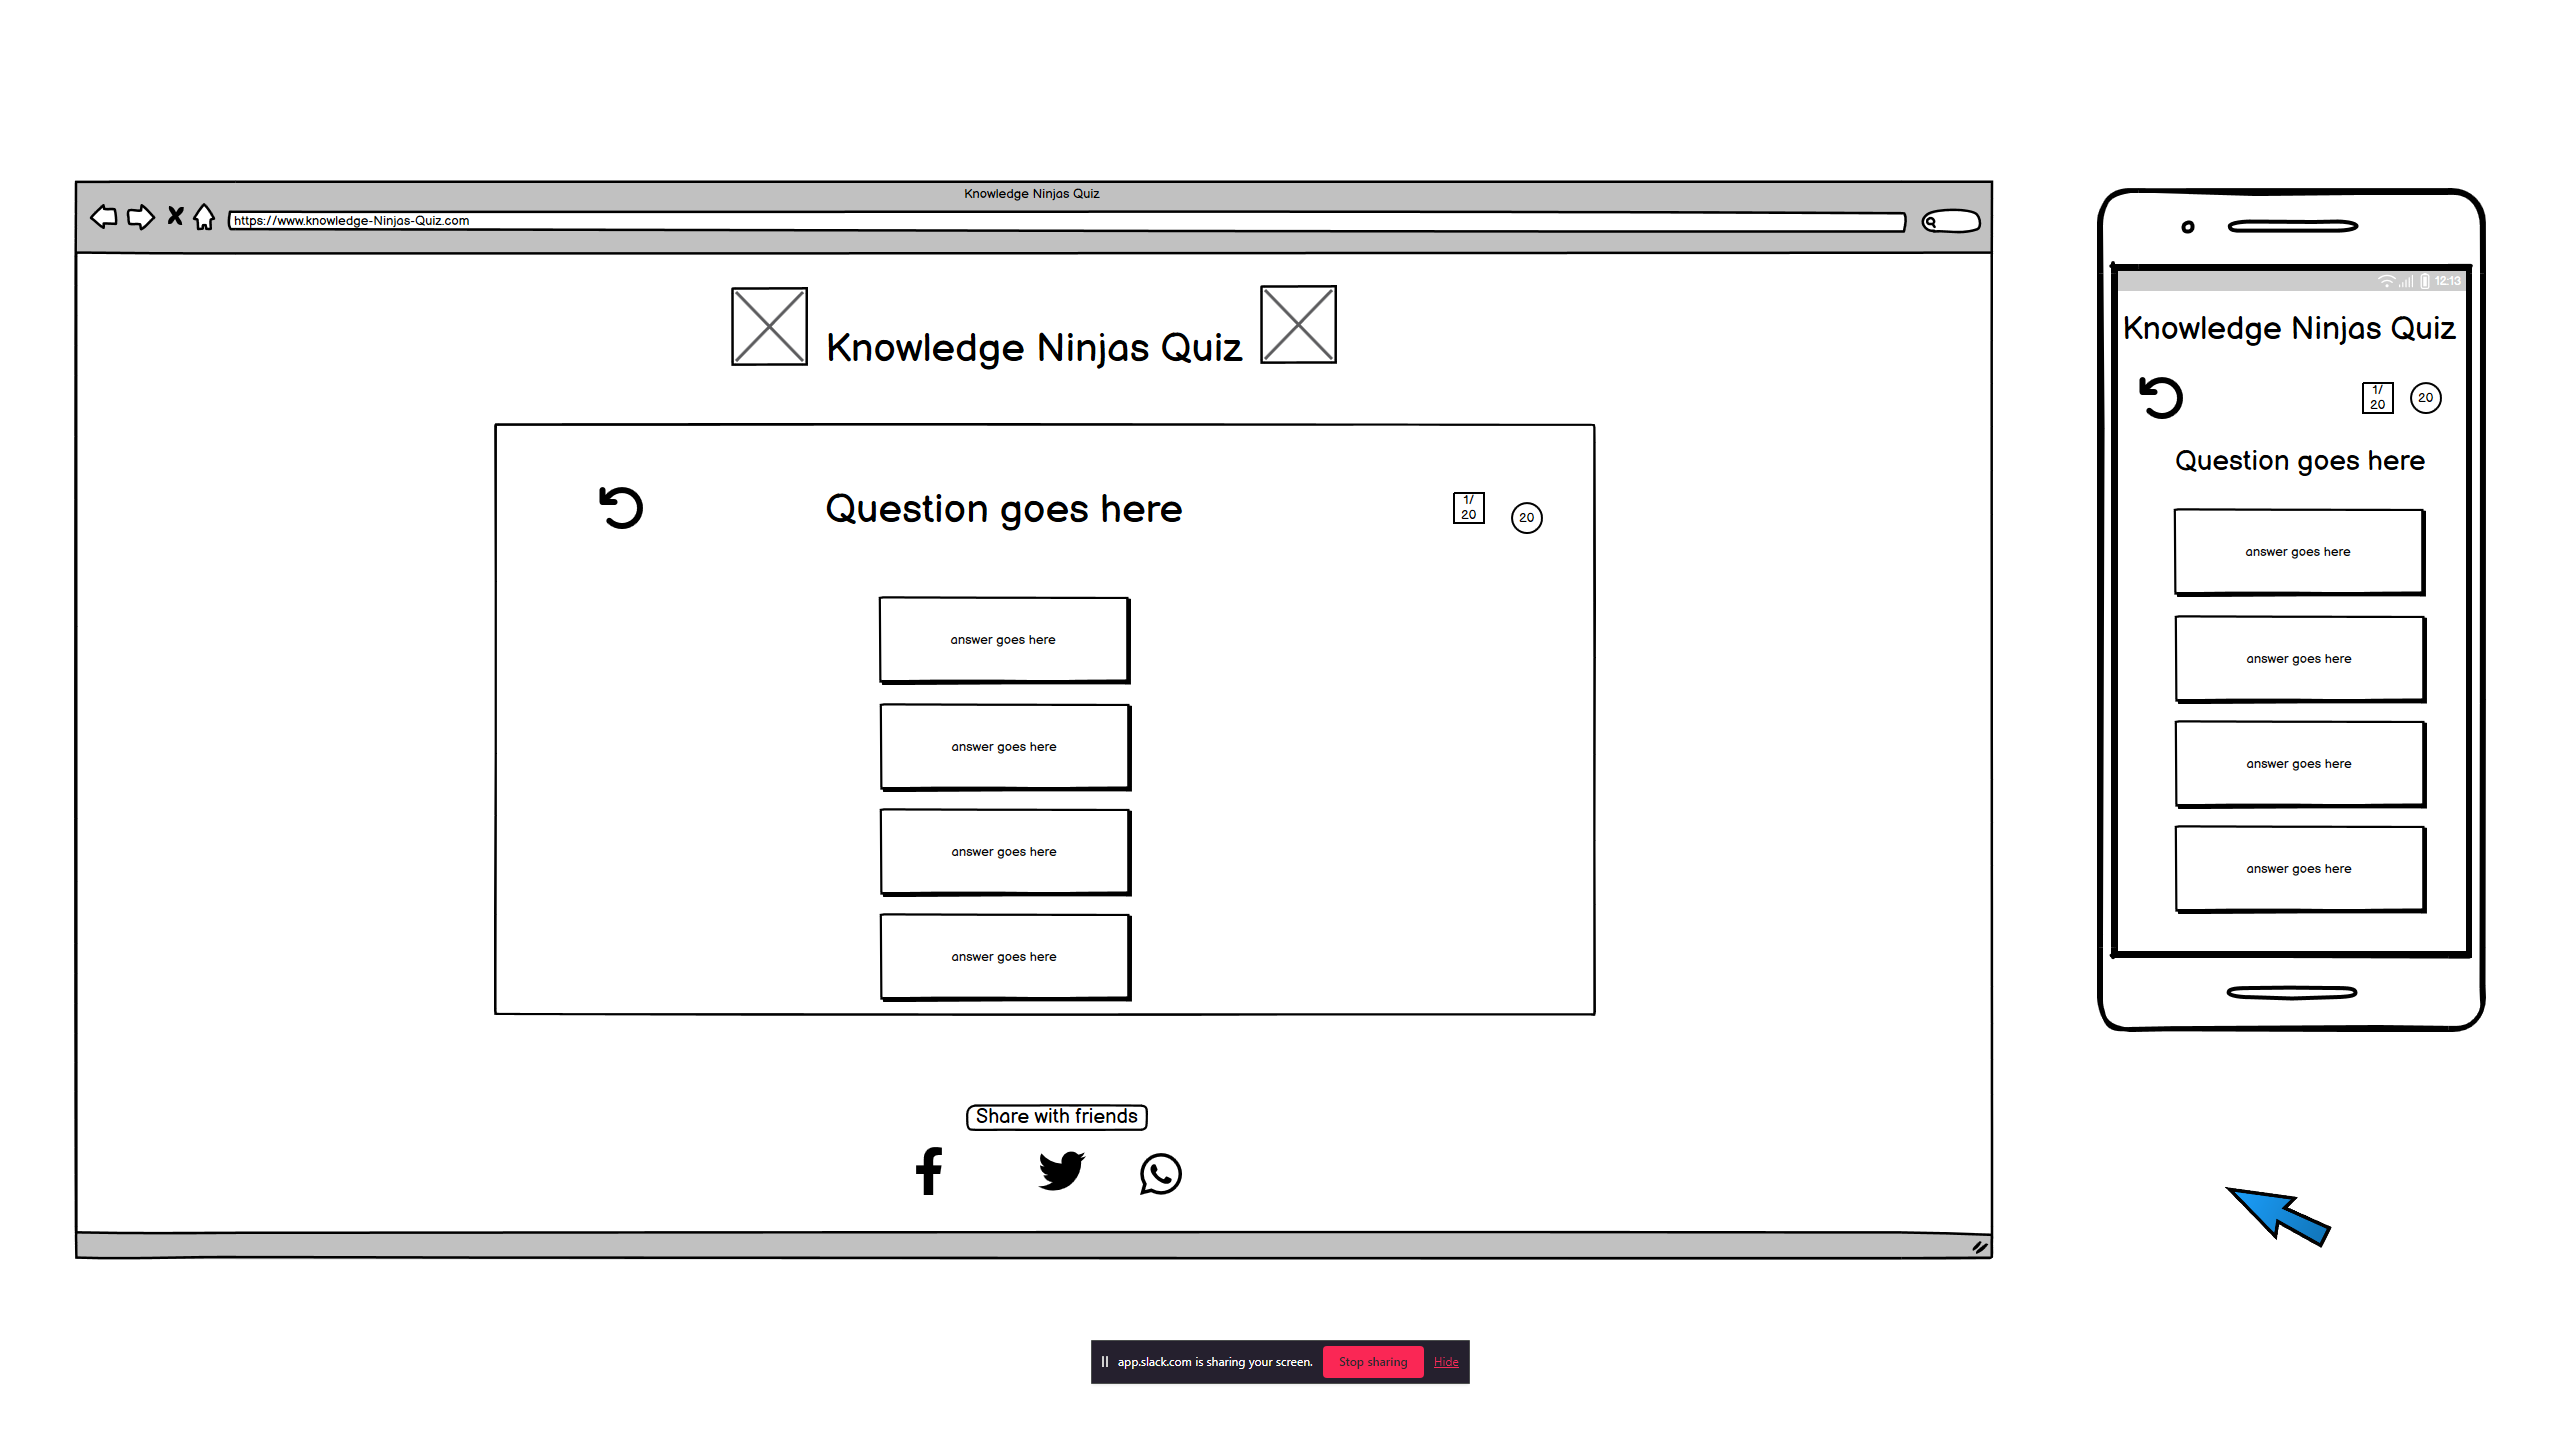 Knowledge Ninjas Quiz
https://www.knowledge-Ninjas-Quiz.com
Knowledge Ninjas Quiz
Question goes here
1/
20
20
answer goes here
answer goes here
answer goes here
answer goes here
Share with friends
12:13
Knowledge Ninjas Quiz
1/
20
20
Question goes here
answer goes here
answer goes here
answer goes here
answer goes here
app.slack.com is sharing your screen.
Stop sharing
Hide